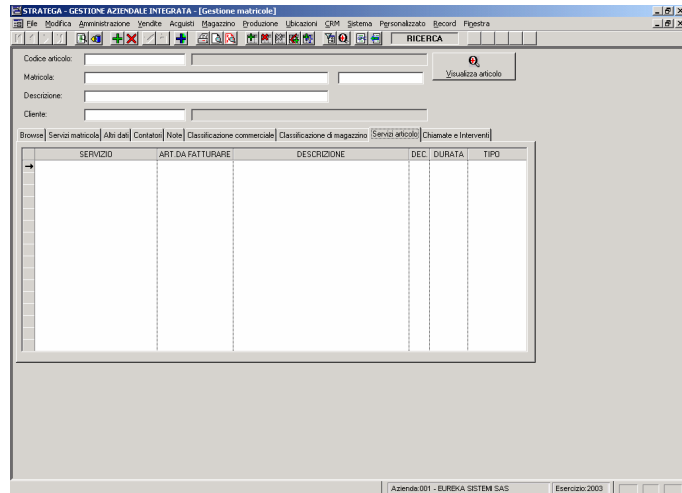 STRATEGA - GESTIONE AZIENDALE INTEGRATA - [Gestione matricole]
File Modifica Amministrazione Vendite Acquisti Magazzino Produzione Ubicazioni CRM Sistema Personalizzato Record Finestra
RICERCA
Codice articolo:
Visualizza articolo
Matricola:
Descrizione:
Cliente:
Browse Servizi matricola Altri dati Contatori Note Classificazione commerciale Classificazione di magazzino Servizi articolo Chiamate e Interventi
SERVIZIO ART.DA FATTURARE DESCRIZIONE DEC. DURATA TIPO
Azienda:001 - EUREKA SISTEMI SAS Esercizio:2003